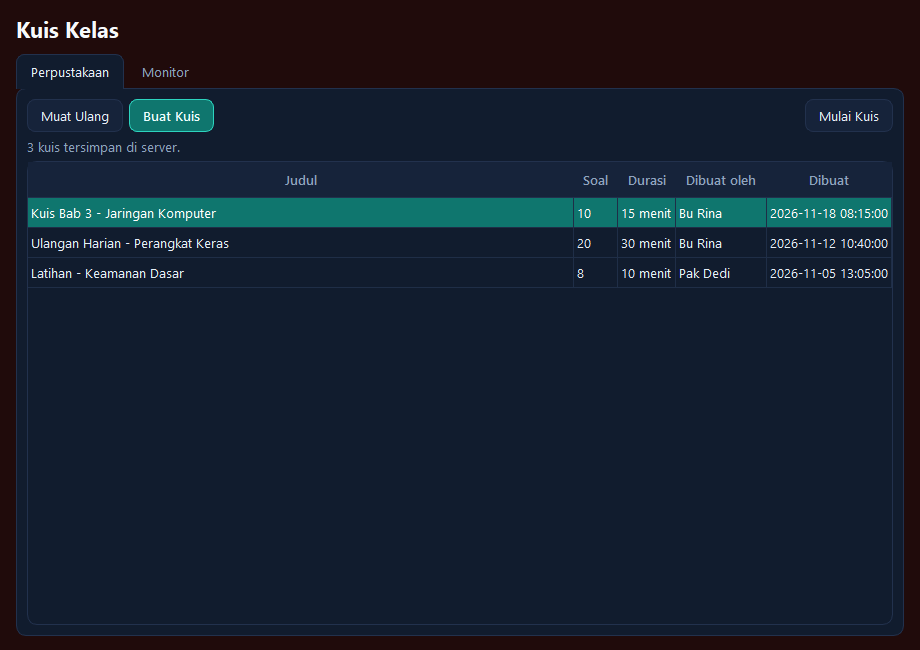 Kuis Kelas
Perpustakaan Monitor
Muat Ulang Buat Kuis Mulai Kuis
3 kuis tersimpan di server.
Judul Soal Durasi Dibuat oleh Dibuat
Kuis Bab 3 - Jaringan Komputer 10 15 menit Bu Rina 2026-11-18 08:15:00
Ulangan Harian - Perangkat Keras 20 30 menit Bu Rina 2026-11-12 10:40:00
Latihan - Keamanan Dasar 8 10 menit Pak Dedi 2026-11-05 13:05:00